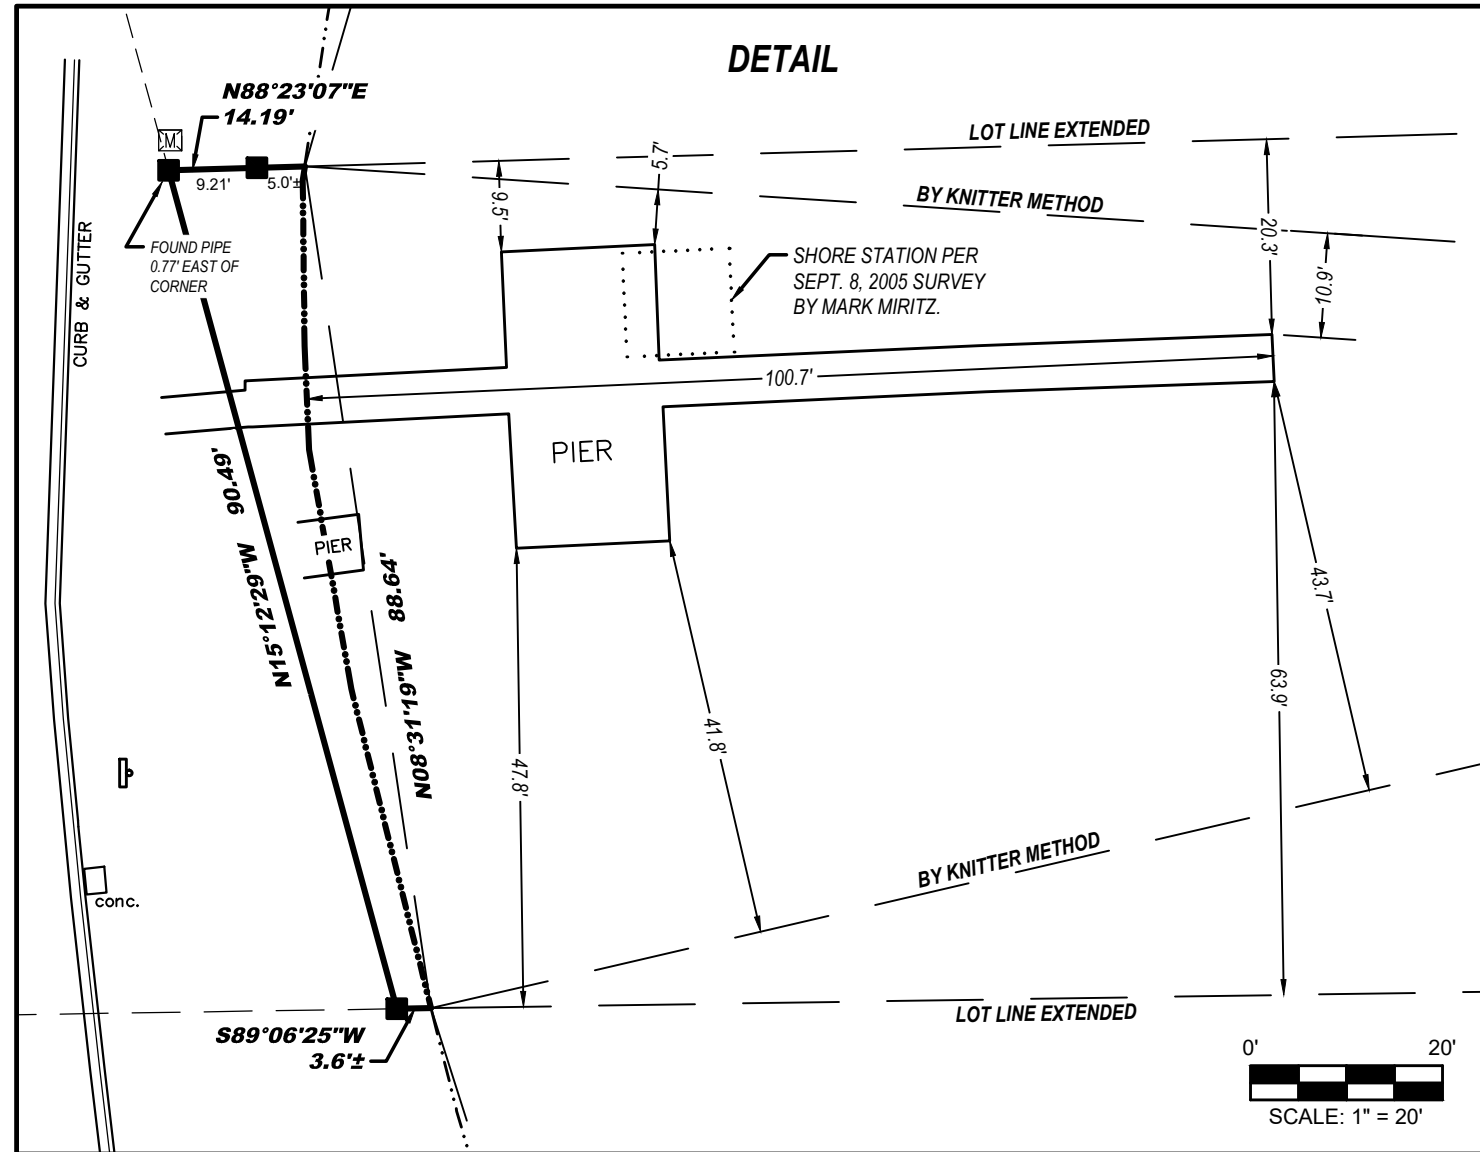 DETAIL
N88°23'07"E
14.19'
M
9.21'
5.0'±
FOUND PIPE
0.77' EAST OF
CORNER
CURB & GUTTER
LOT LINE EXTENDED
BY KNITTER METHOD
9.5'
5.7'
20.3'
10.9'
SHORE STATION PER
SEPT. 8, 2005 SURVEY
BY MARK MIRITZ.
100.7'
PIER
PIER
N15°12'29"W 90.49'
N08°31'19"W 88.64'
43.7'
63.9'
41.8'
47.8'
BY KNITTER METHOD
conc.
LOT LINE EXTENDED
S89°06'25"W
3.6'±
0' 20'
SCALE: 1" = 20'